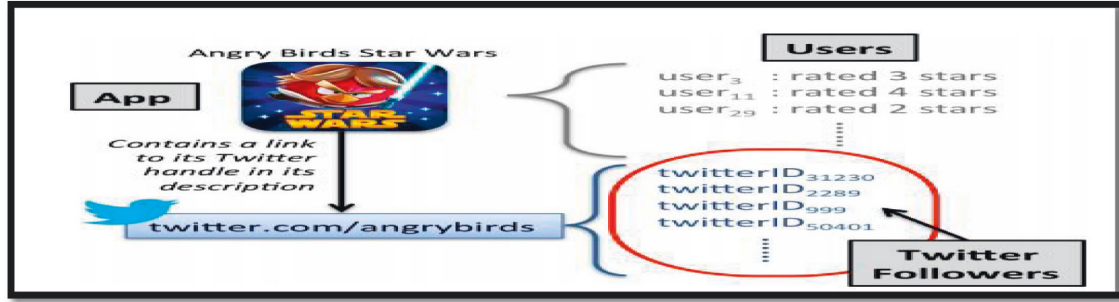 Angry Birds Star Wars
App
STAR
WARS
Contains a link
to its Twitter
handle in its
description
twitter.com/angrybirds
Users
user3 : rated 3 stars
user11 : rated 4 stars
user29 : rated 2 stars
twitterID31230
twitterID2289
twitterID999
twitterID50401
Twitter
Followers